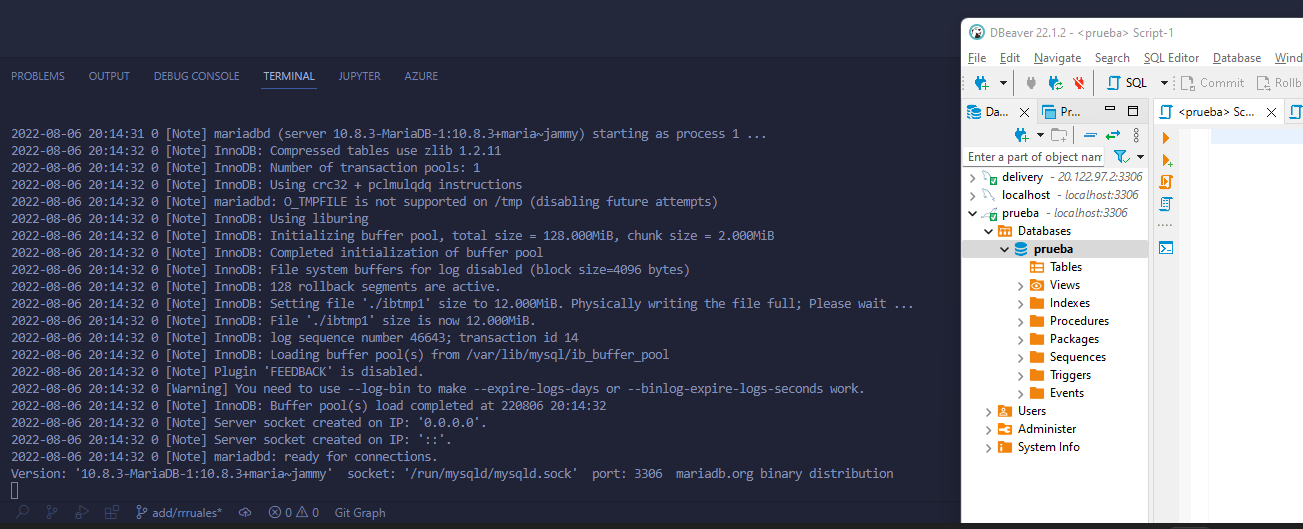 PROBLEMS OUTPUT DEBUG CONSOLE TERMINAL JUPYTER AZURE
2022-08-06 20:14:31 0 [Note] mariadbd (server 10.8.3-MariaDB-1:10.8.3+maria~jammy) starting as process 1 ...
2022-08-06 20:14:32 0 [Note] InnoDB: Compressed tables use zlib 1.2.11
2022-08-06 20:14:32 0 [Note] InnoDB: Number of transaction pools: 1
2022-08-06 20:14:32 0 [Note] InnoDB: Using crc32 + pclmulqdq instructions
2022-08-06 20:14:32 0 [Note] mariadbd: O_TMPFILE is not supported on /tmp (disabling future attempts)
2022-08-06 20:14:32 0 [Note] InnoDB: Using liburing
2022-08-06 20:14:32 0 [Note] InnoDB: Initializing buffer pool, total size = 128.000MiB, chunk size = 2.000MiB
2022-08-06 20:14:32 0 [Note] InnoDB: Completed initialization of buffer pool
2022-08-06 20:14:32 0 [Note] InnoDB: File system buffers for log disabled (block size=4096 bytes)
2022-08-06 20:14:32 0 [Note] InnoDB: 128 rollback segments are active.
2022-08-06 20:14:32 0 [Note] InnoDB: Setting file './ibtmp1' size to 12.000MiB. Physically writing the file full; Please wait ...
2022-08-06 20:14:32 0 [Note] InnoDB: File './ibtmp1' size is now 12.000MiB.
2022-08-06 20:14:32 0 [Note] InnoDB: log sequence number 46643; transaction id 14
2022-08-06 20:14:32 0 [Note] InnoDB: Loading buffer pool(s) from /var/lib/mysql/ib_buffer_pool
2022-08-06 20:14:32 0 [Note] Plugin 'FEEDBACK' is disabled.
2022-08-06 20:14:32 0 [Warning] You need to use --log-bin to make --expire-logs-days or --binlog-expire-logs-seconds work.
2022-08-06 20:14:32 0 [Note] InnoDB: Buffer pool(s) load completed at 220806 20:14:32
2022-08-06 20:14:32 0 [Note] Server socket created on IP: '0.0.0.0'.
2022-08-06 20:14:32 0 [Note] Server socket created on IP: '::'.
2022-08-06 20:14:32 0 [Note] mariadbd: ready for connections.
Version: '10.8.3-MariaDB-1:10.8.3+maria~jammy' socket: '/run/mysqld/mysqld.sock' port: 3306 mariadb.org binary distribution
add/rrruales* 0 0 Git Graph
DBeaver 22.1.2 - <prueba> Script-1
File Edit Navigate Search SQL Editor Database Wind
SQL Commit Rollb
Da... Pr... <prueba> Sc...
Enter a part of object nam
delivery - 20.122.97.2:3306
localhost - localhost:3306
prueba - localhost:3306
Databases
prueba
Tables
Views
Indexes
Procedures
Packages
Sequences
Triggers
Events
Users
Administer
System Info